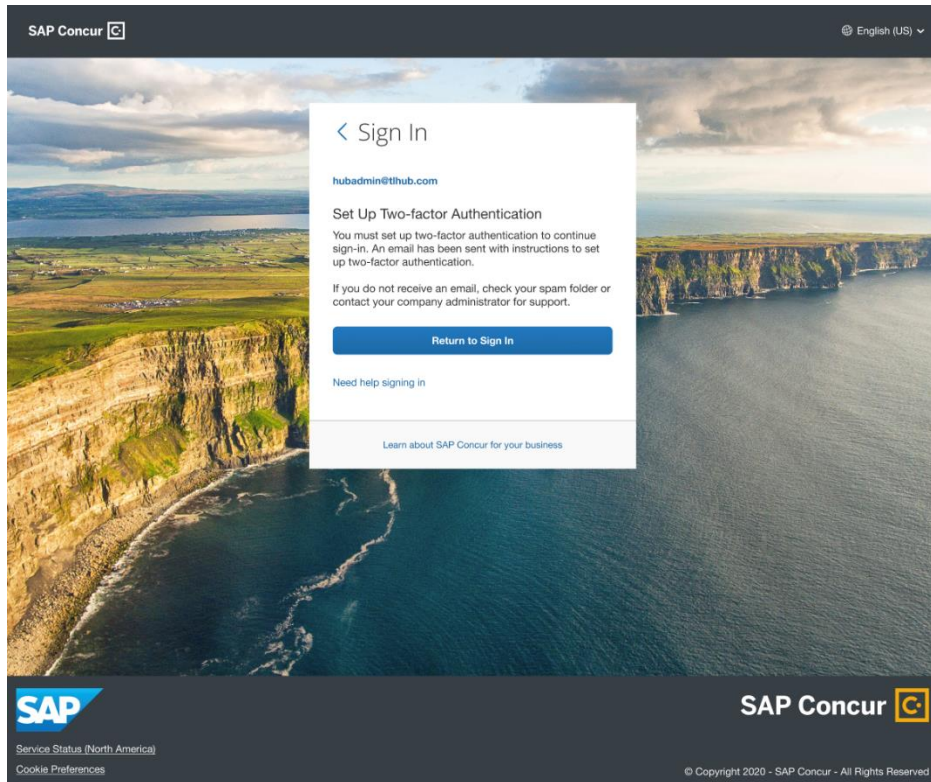 SAP Concur C
English (US)
Sign In
hubadmin@tlhub.com
Set Up Two-factor Authentication
You must set up two-factor authentication to continue
sign-in. An email has been sent with instructions to set
up two-factor authentication.
If you do not receive an email, check your spam folder or
contact your company administrator for support.
Return to Sign In
Need help signing in
Learn about SAP Concur for your business
SAP
SAP Concur C
Service Status (North America)
Cookie Preferences
© Copyright 2020 - SAP Concur - All Rights Reserved